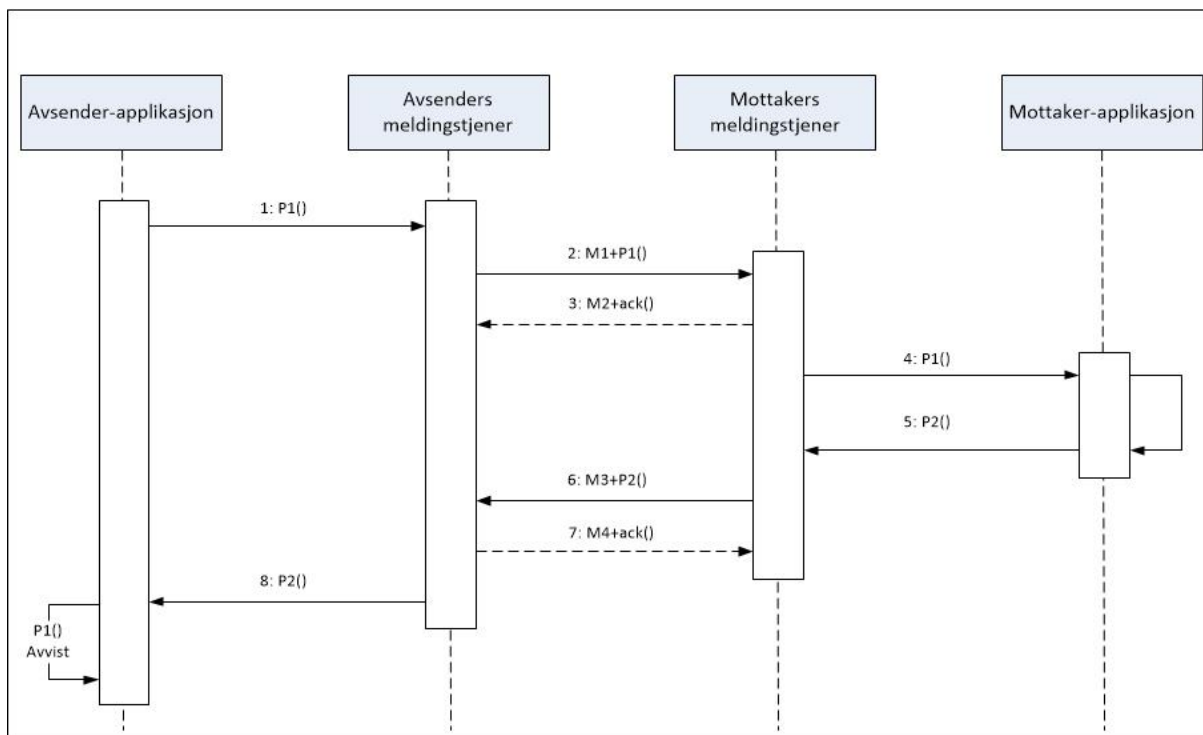 Avsender-applikasjon
Avsenders
meldingstjener
Mottakers
meldingstjener
Mottaker-applikasjon
1: P1()
2: M1+P1()
3: M2+ack()
4: P1()
5: P2()
6: M3+P2()
7: M4+ack()
8: P2()
P1()
Avvist